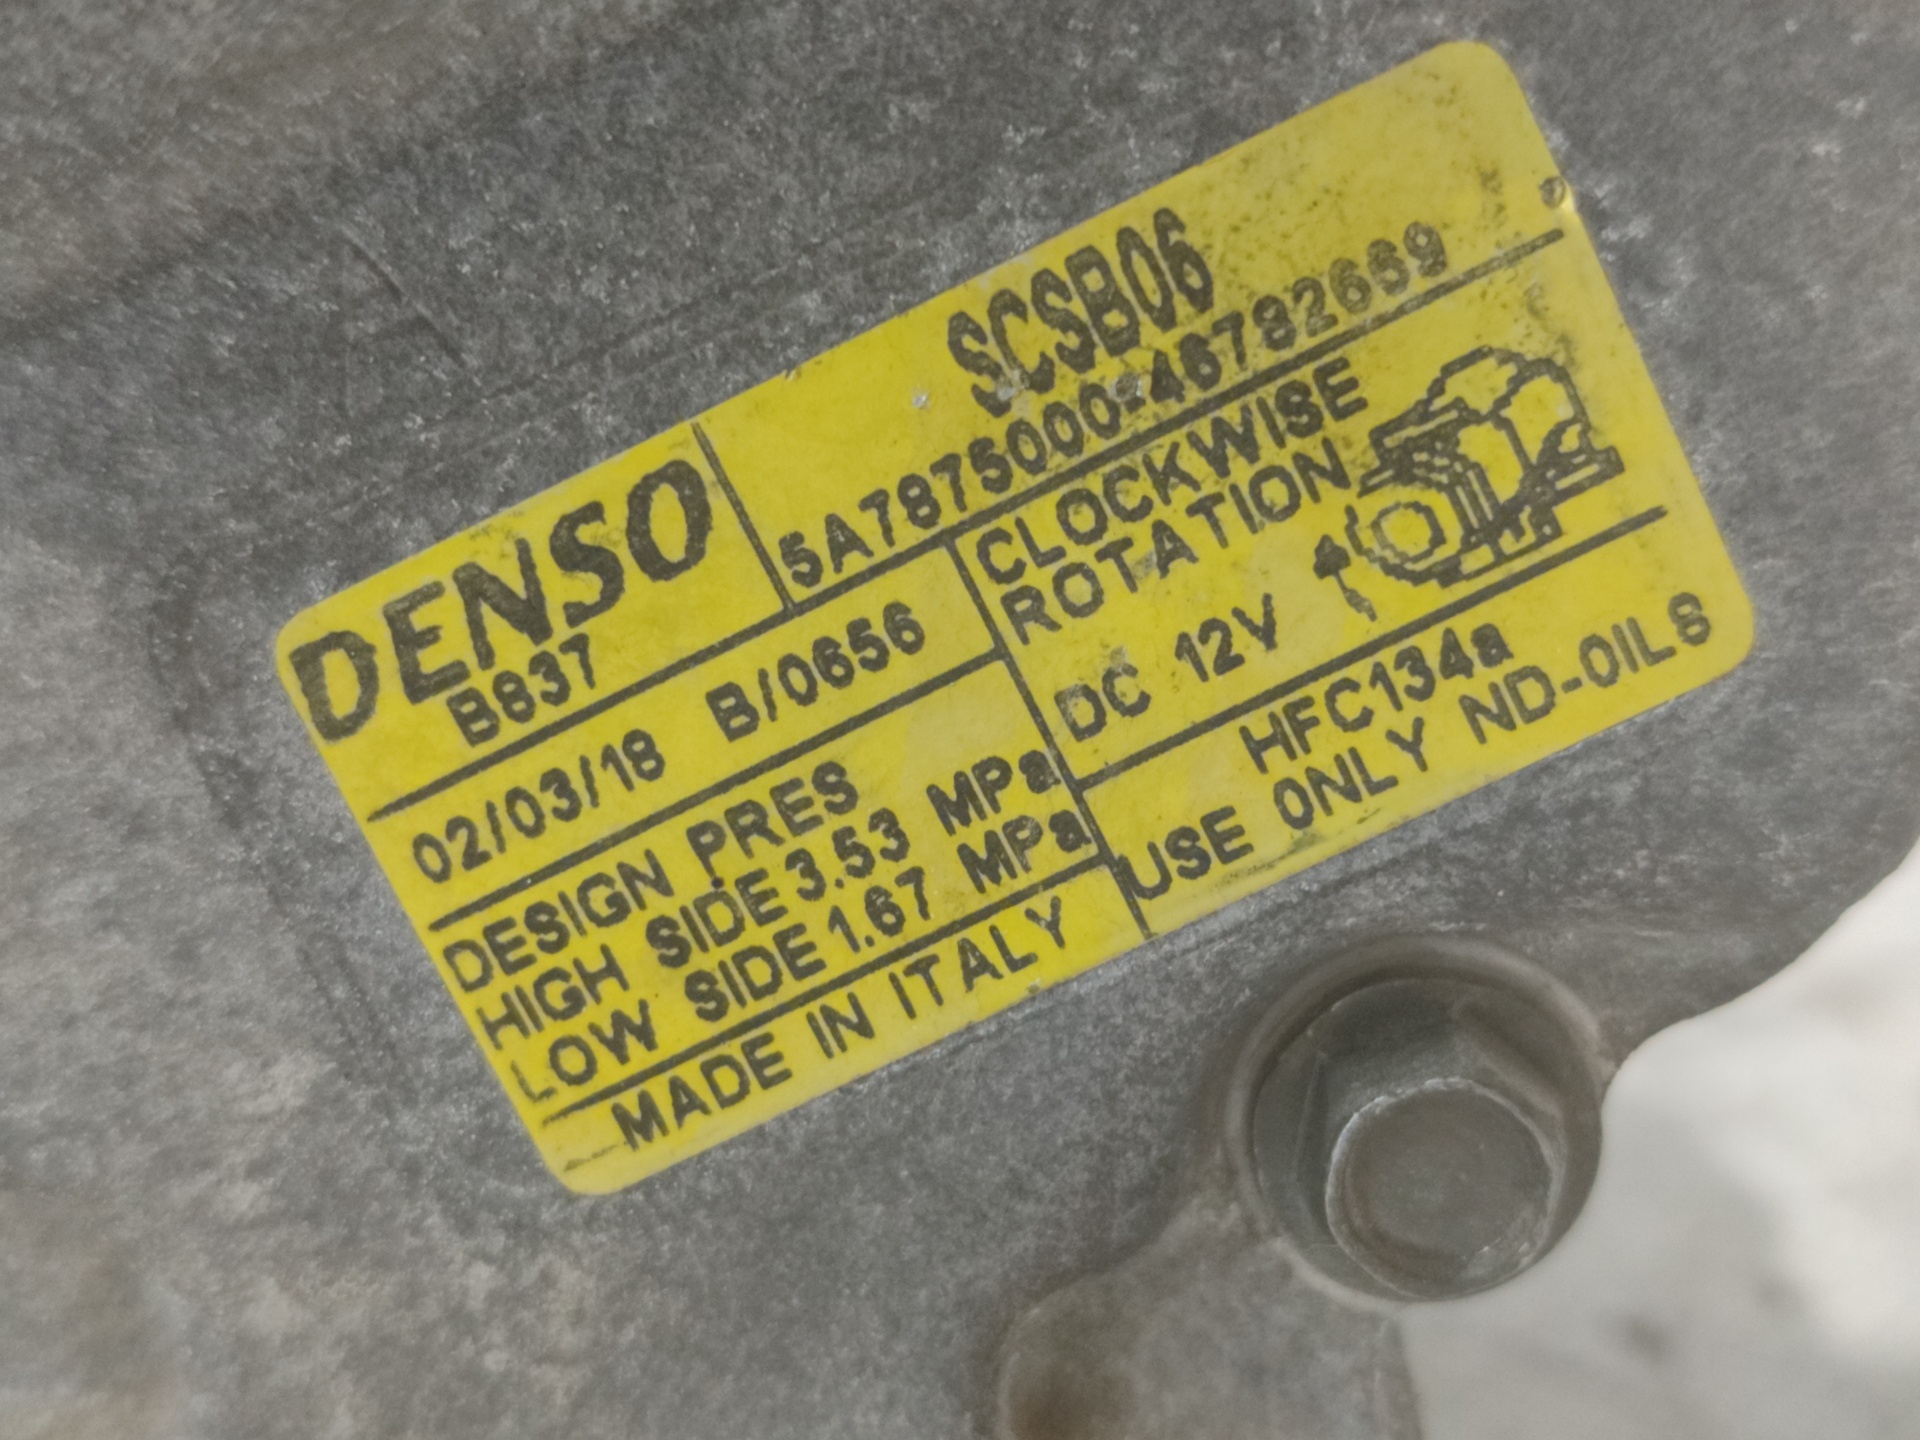 DENSO
B837
SCSB06
5A7875000-46782669
02/03/18 B/0656
CLOCKWISE
ROTATION
DC 12V
DESIGN PRES
HIGH SIDE 3.53 MPa
LOW SIDE 1.67 MPa
HFC134a
USE ONLY ND-OIL8
MADE IN ITALY